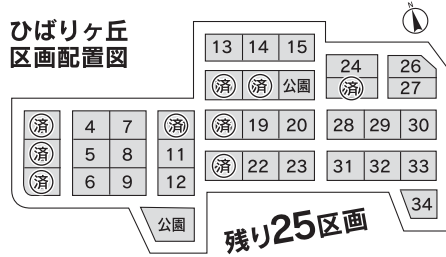 ひばりヶ丘
区画配置図
N
13 14 15
済 済 公園
24
済
26
27
済 4 7 済
済 5 8 11
済 6 9 12
済 19 20
28 29 30
済 22 23
31 32 33
34
公園
残り25区画